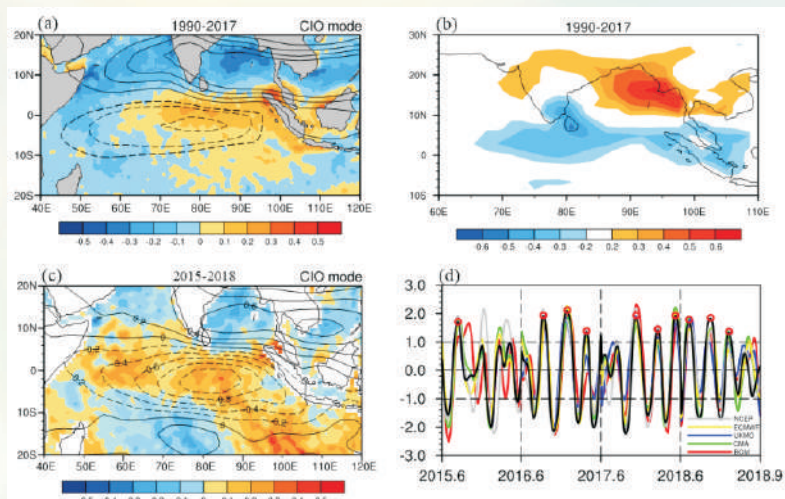 (a) 1990-2017 CIO mode
20N
10N
0
10S
20S
40E 50E 60E 70E 80E 90E 100E 110E 120E
-0.5 -0.4 -0.3 -0.2 -0.1 0 0.1 0.2 0.3 0.4 0.5
(b) 1990-2017
30N
20N
10N
0
10S
60E 70E 80E 90E 100E 110E
-0.6 -0.5 -0.4 -0.3 -0.2 0.2 0.3 0.4 0.5 0.6
(c) 2015-2018 CIO mode
20N
10N
0
10S
20S
40E 50E 60E 70E 80E 90E 100E 110E 120E
(d)
3.0
2.0
1.0
0.0
-1.0
-2.0
-3.0
NCEP
ECMWF
UKMO
CMA
BOM
2015.6 2016.6 2017.6 2018.6 2018.9